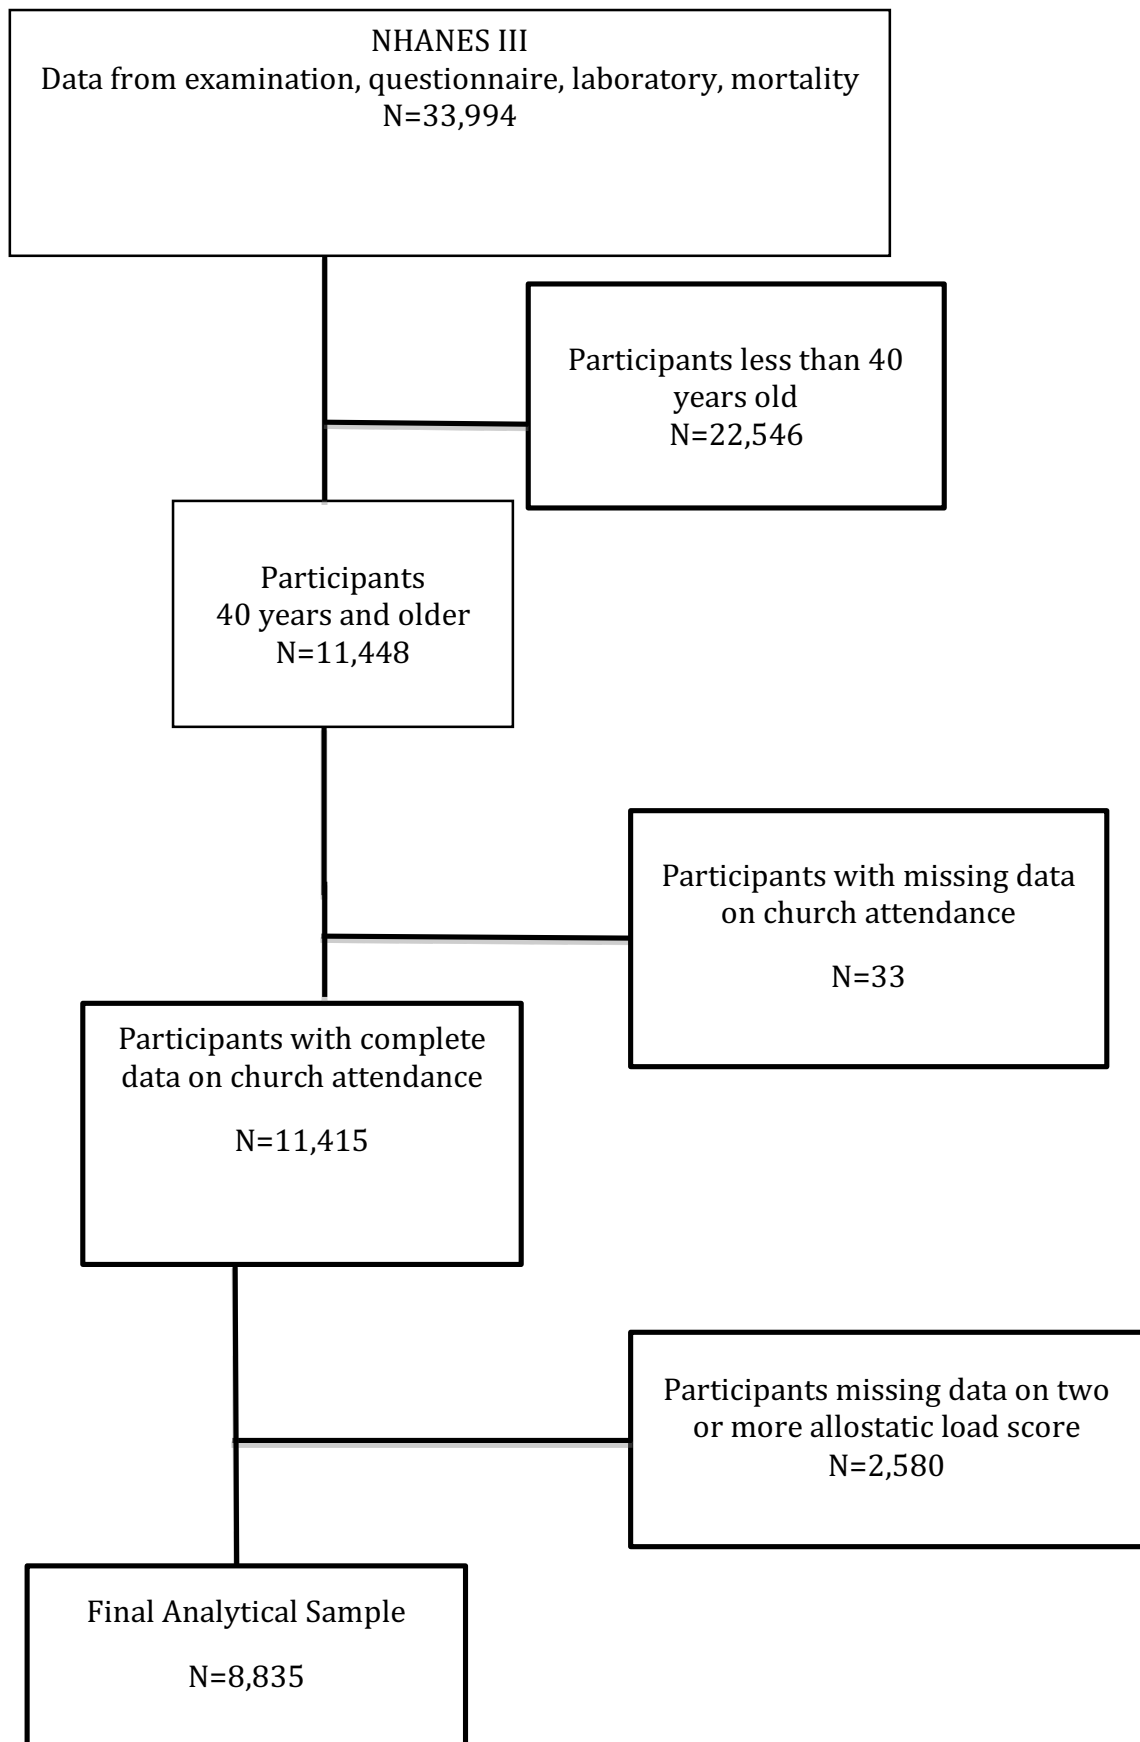 NHANES III
Data from examination, questionnaire, laboratory, mortality
N=33,994
Participants less than 40
years old
N=22,546
Participants
40 years and older
N=11,448
Participants with missing data
on church attendance
N=33
Participants with complete
data on church attendance
N=11,415
Participants missing data on two
or more allostatic load score
N=2,580
Final Analytical Sample
N=8,835